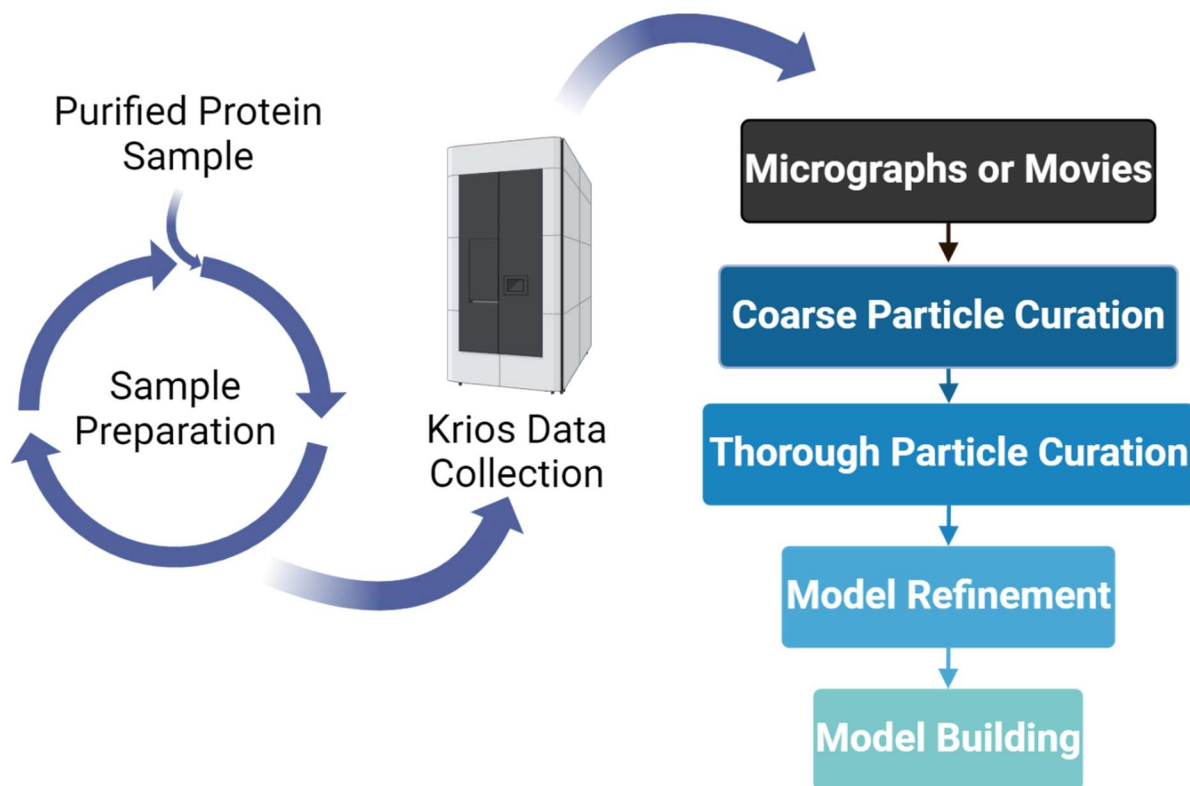 Purified Protein
Sample
Sample
Preparation
Krios Data
Collection
Micrographs or Movies
Coarse Particle Curation
Thorough Particle Curation
Model Refinement
Model Building